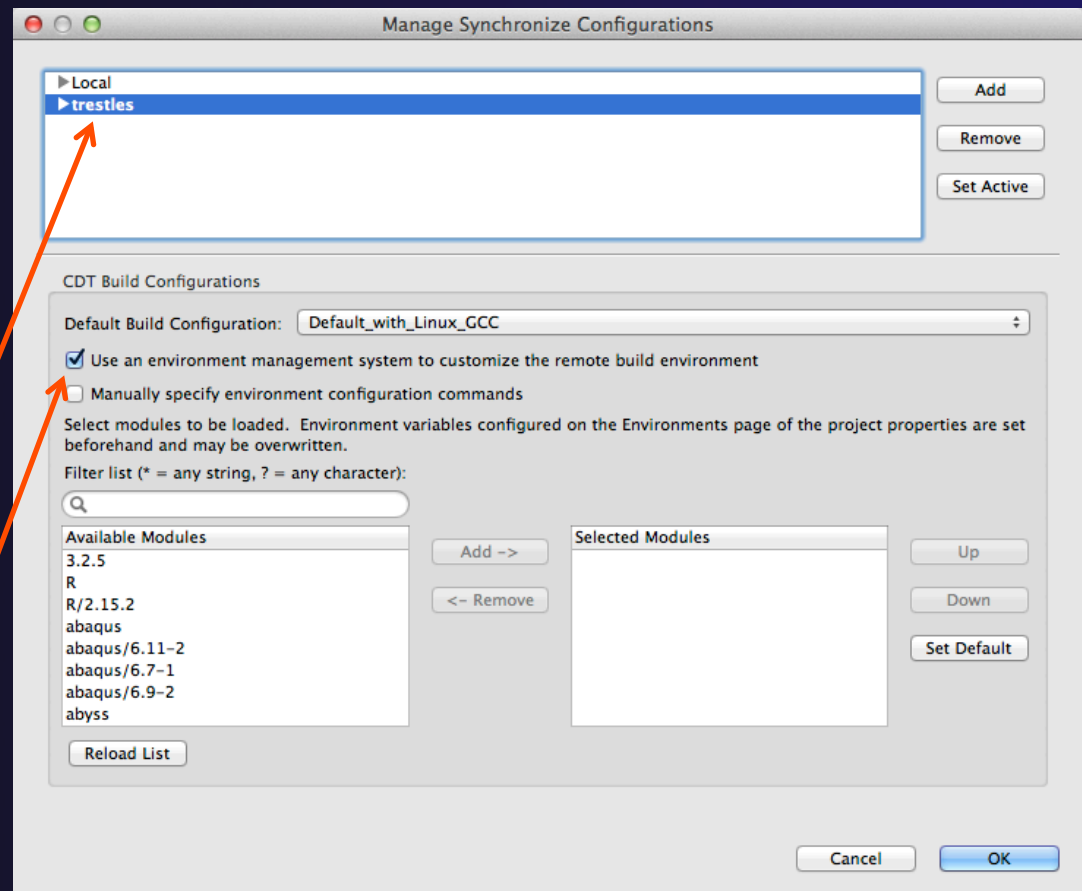 Manage Synchronize Configurations
Local
trestles
Add
Remove
Set Active
CDT Build Configurations
Default Build Configuration: Default_with_Linux_GCC
Use an environment management system to customize the remote build environment
Manually specify environment configuration commands
Select modules to be loaded. Environment variables configured on the Environments page of the project properties are set
beforehand and may be overwritten.
Filter list (* = any string, ? = any character):
Available Modules
3.2.5
R
R/2.15.2
abaqus
abaqus/6.11-2
abaqus/6.7-1
abaqus/6.9-2
abyss
Add ->
<- Remove
Selected Modules
Up
Down
Set Default
Reload List
Cancel
OK